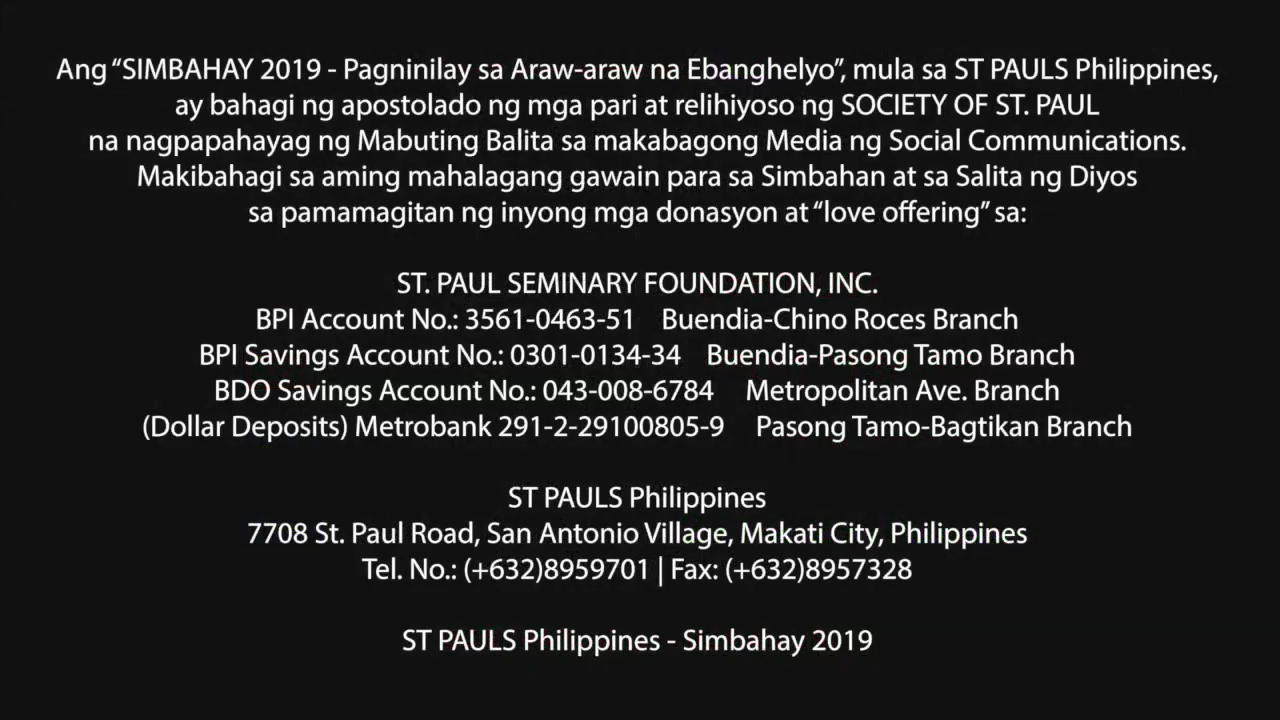 Ang “SIMBAHAY 2019 - Pagninilay sa Araw-araw na Ebanghelyo”, mula sa ST PAULS Philippines,
ay bahagi ng apostolado ng mga pari at relihiyoso ng SOCIETY OF ST. PAUL
na nagpapahayag ng Mabuting Balita sa makabagong Media ng Social Communications.
Makibahagi sa aming mahalagang gawain para sa Simbahan at sa Salita ng Diyos
sa pamamagitan ng inyong mga donasyon at “love offering” sa:
ST. PAUL SEMINARY FOUNDATION, INC.
BPI Account No.: 3561-0463-51 Buendia-Chino Roces Branch
BPI Savings Account No.: 0301-0134-34 Buendia-Pasong Tamo Branch
BDO Savings Account No.: 043-008-6784 Metropolitan Ave. Branch
(Dollar Deposits) Metrobank 291-2-29100805-9 Pasong Tamo-Bagtikan Branch
ST PAULS Philippines
7708 St. Paul Road, San Antonio Village, Makati City, Philippines
Tel. No.: (+632)8959701 | Fax: (+632)8957328
ST PAULS Philippines - Simbahay 2019